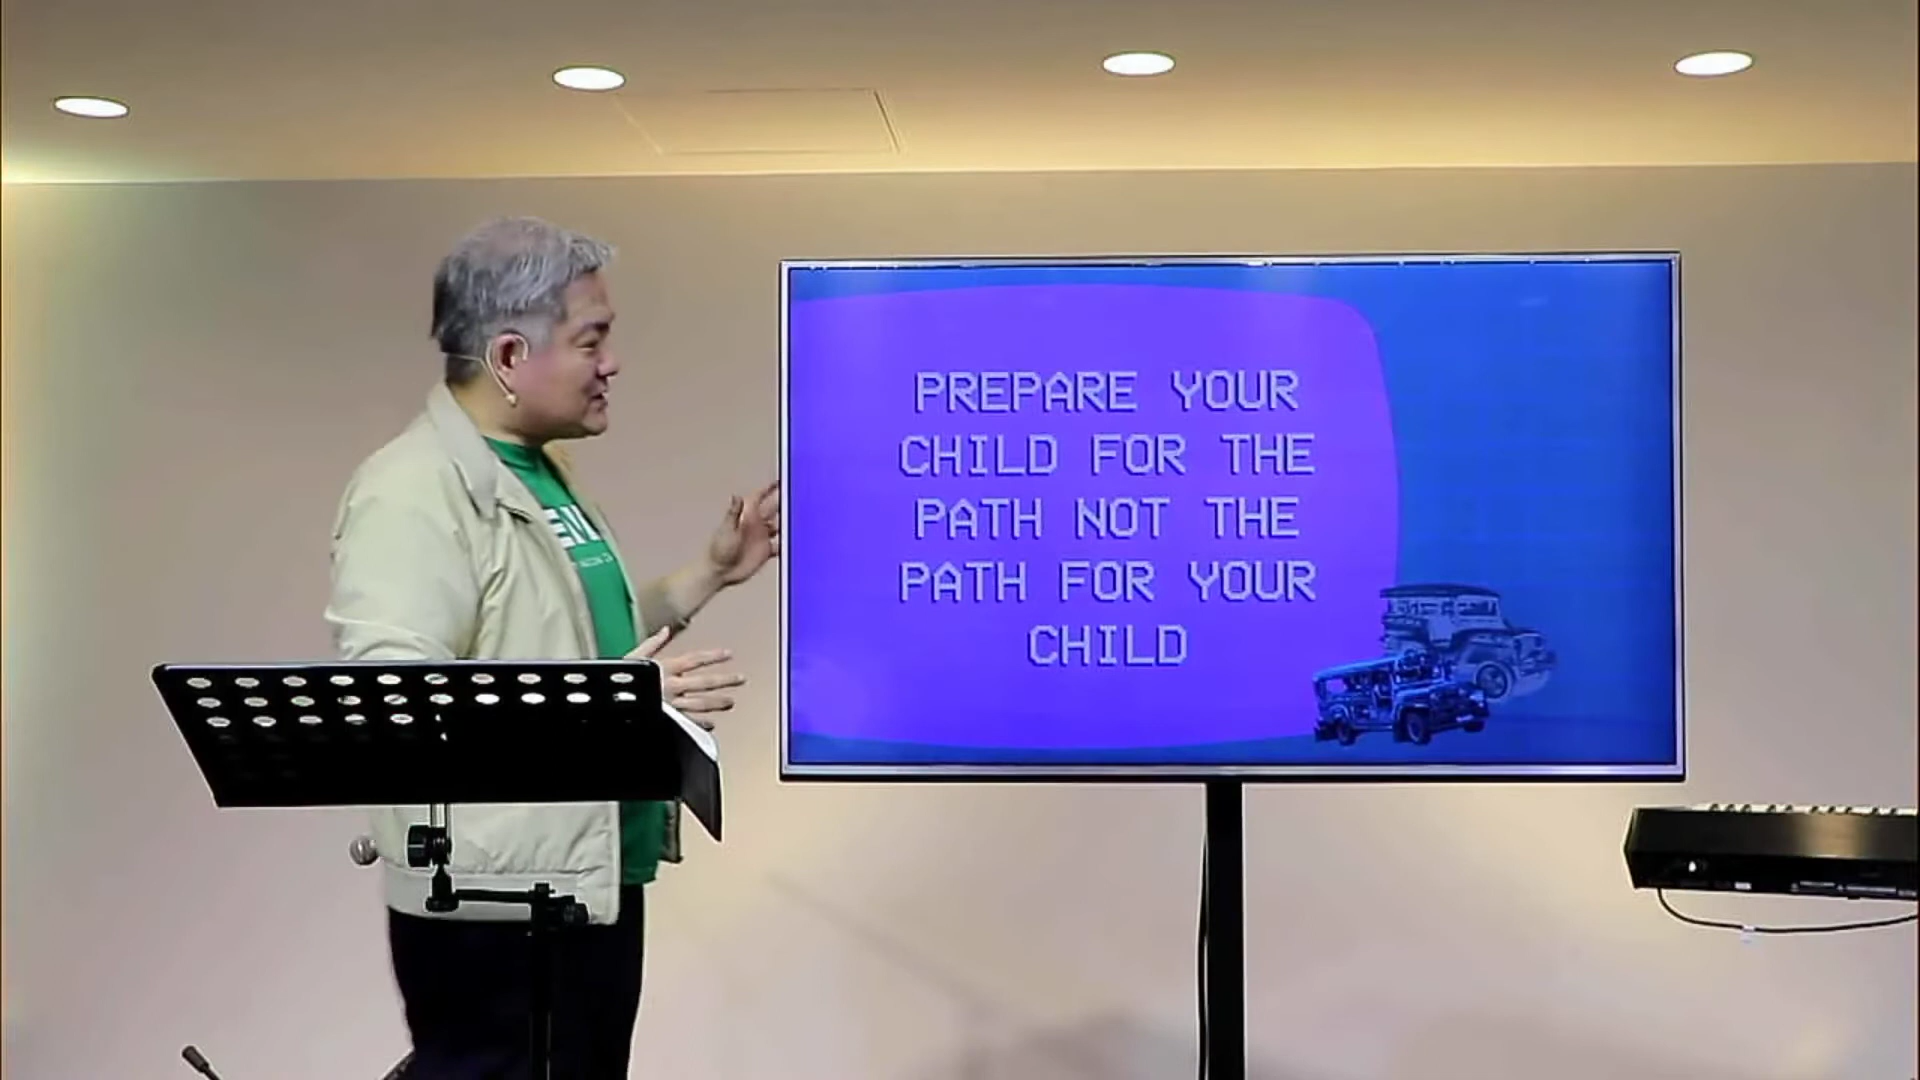 PREPARE YOUR
CHILD FOR THE
PATH NOT THE
PATH FOR YOUR
CHILD